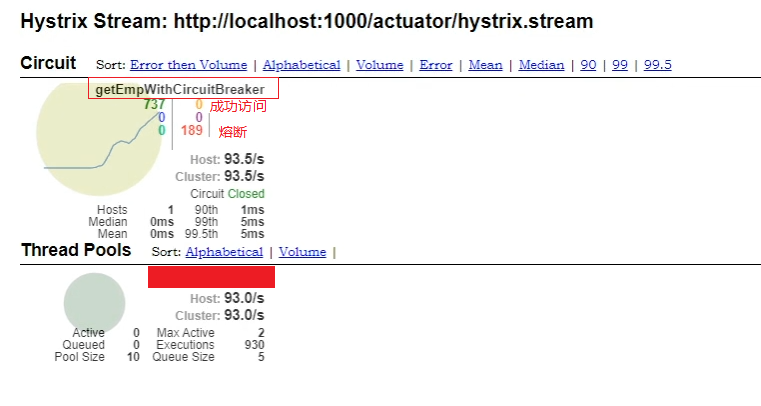 Hystrix Stream: http://localhost:1000/actuator/hystrix.stream
Circuit Sort: Error then Volume | Alphabetical | Volume | Error | Mean | Median | 90 | 99 | 99.5
getEmpWithCircuitBreaker
737 0 成功访问
0 0
0 189 熔断
Host: 93.5/s
Cluster: 93.5/s
Circuit Closed
Hosts 1 90th 1ms
Median 0ms 99th 5ms
Mean 0ms 99.5th 5ms
Thread Pools Sort: Alphabetical | Volume |
Host: 93.0/s
Cluster: 93.0/s
Active 0 Max Active 2
Queued 0 Executions 930
Pool Size 10 Queue Size 5